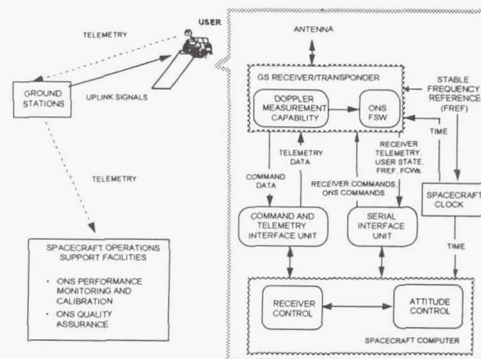 USER
TELEMETRY
GROUND
STATIONS
UPLINK SIGNALS
TELEMETRY
SPACECRAFT OPERATIONS
SUPPORT FACILITIES
• ONS PERFORMANCE
MONITORING AND
CALIBRATION
• ONS QUALITY
ASSURANCE
ANTENNA
GS RECEIVER/TRANSPONDER
DOPPLER
MEASUREMENT
CAPABILITY
ONS
FSW
STABLE
FREQUENCY
REFERENCE
(FREF)
TIME
TELEMETRY
DATA
COMMAND
DATA
RECEIVER
TELEMETRY,
USER STATE,
FREF, FCWs
RECEIVER COMMANDS,
ONS COMMANDS
SPACECRAFT
CLOCK
COMMAND AND
TELEMETRY
INTERFACE UNIT
SERIAL
INTERFACE
UNIT
TIME
RECEIVER
CONTROL
ATTITUDE
CONTROL
SPACECRAFT COMPUTER